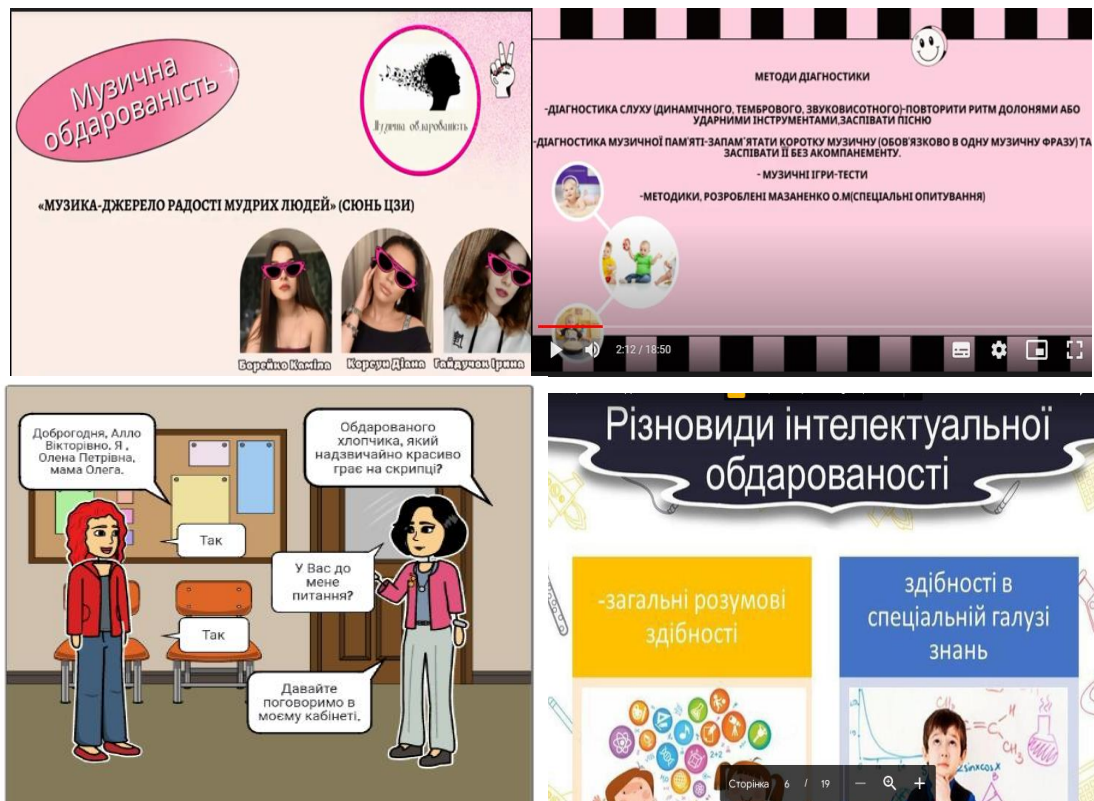 Музична
обдарованість
Музична обдарованість
«МУЗИКА-ДЖЕРЕЛО РАДОСТІ МУДРИХ ЛЮДЕЙ» (СЮНЬ ЦЗИ)
Борейко Каміла
Корсун Діана
Гайдучок Ірина
МЕТОДИ ДІАГНОСТИКИ
-ДІАГНОСТИКА СЛУХУ (ДИНАМІЧНОГО, ТЕМБРОВОГО, ЗВУКОВИСОТНОГО)-ПОВТОРИТИ РИТМ ДОЛОНЯМИ АБО
УДАРНИМИ ІНСТРУМЕНТАМИ,ЗАСПІВАТИ ПІСНЮ
-ДІАГНОСТИКА МУЗИЧНОЇ ПАМ'ЯТІ-ЗАПАМ'ЯТАТИ КОРОТКУ МУЗИЧНУ (ОБОВ'ЯЗКОВО В ОДНУ МУЗИЧНУ ФРАЗУ) ТА
ЗАСПІВАТИ ЇЇ БЕЗ АКОМПАНЕМЕНТУ.
- МУЗИЧНІ ІГРИ-ТЕСТИ
-МЕТОДИКИ, РОЗРОБЛЕНІ МАЗАНЕНКО О.М(СПЕЦІАЛЬНІ ОПИТУВАННЯ)
2:12 / 18:50
Доброгодня, Алло
Вікторівно. Я ,
Олена Петрівна,
мама Олега.
Обдарованого
хлопчика, який
надзвичайно красиво
грає на скрипці?
Так
У Вас до
мене
питання?
Так
Давайте
поговоримо в
моєму кабінеті.
Різновиди інтелектуальної
обдарованості
-загальні розумові
здібності
здібності в
спеціальній галузі
знань
2+2
H
C=C
CH3
2sinxcosx
Сторінка 6 / 19